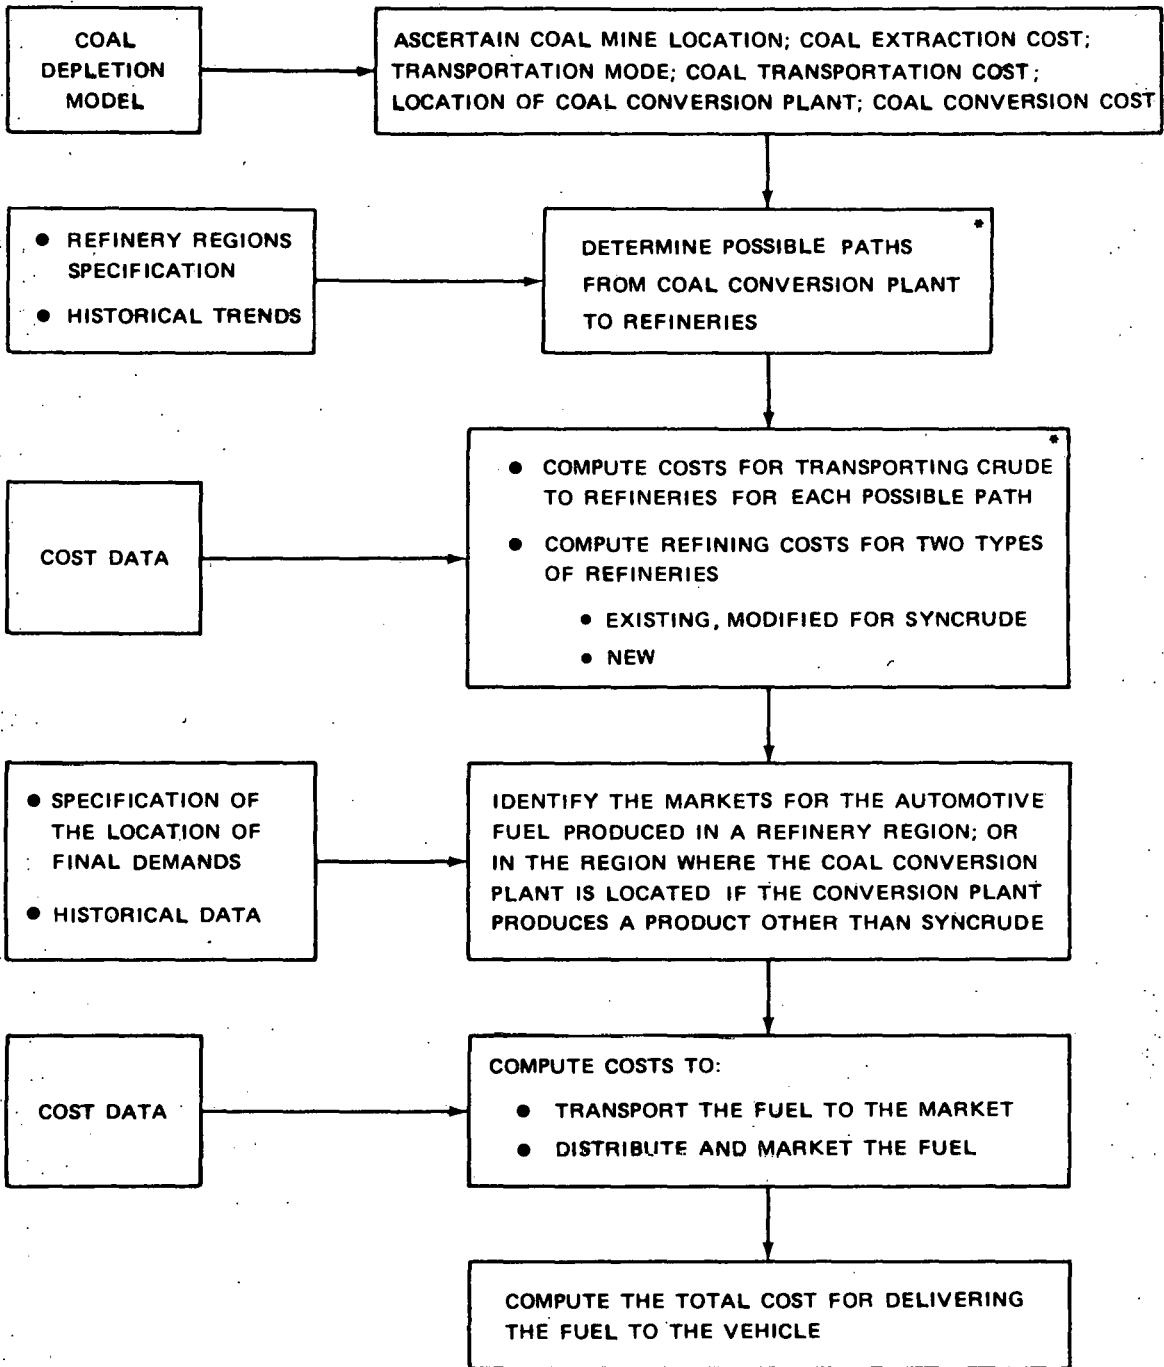 COAL
DEPLETION
MODEL
ASCERTAIN COAL MINE LOCATION; COAL EXTRACTION COST;
TRANSPORTATION MODE; COAL TRANSPORTATION COST;
LOCATION OF COAL CONVERSION PLANT; COAL CONVERSION COST
● REFINERY REGIONS
SPECIFICATION
● HISTORICAL TRENDS
*
DETERMINE POSSIBLE PATHS
FROM COAL CONVERSION PLANT
TO REFINERIES
COST DATA
*
● COMPUTE COSTS FOR TRANSPORTING CRUDE
TO REFINERIES FOR EACH POSSIBLE PATH
● COMPUTE REFINING COSTS FOR TWO TYPES
OF REFINERIES
● EXISTING, MODIFIED FOR SYNCRUDE
● NEW
● SPECIFICATION OF
THE LOCATION OF
FINAL DEMANDS
● HISTORICAL DATA
IDENTIFY THE MARKETS FOR THE AUTOMOTIVE
FUEL PRODUCED IN A REFINERY REGION; OR
IN THE REGION WHERE THE COAL CONVERSION
PLANT IS LOCATED IF THE CONVERSION PLANT
PRODUCES A PRODUCT OTHER THAN SYNCRUDE
COST DATA
COMPUTE COSTS TO:
● TRANSPORT THE FUEL TO THE MARKET
● DISTRIBUTE AND MARKET THE FUEL
COMPUTE THE TOTAL COST FOR DELIVERING
THE FUEL TO THE VEHICLE